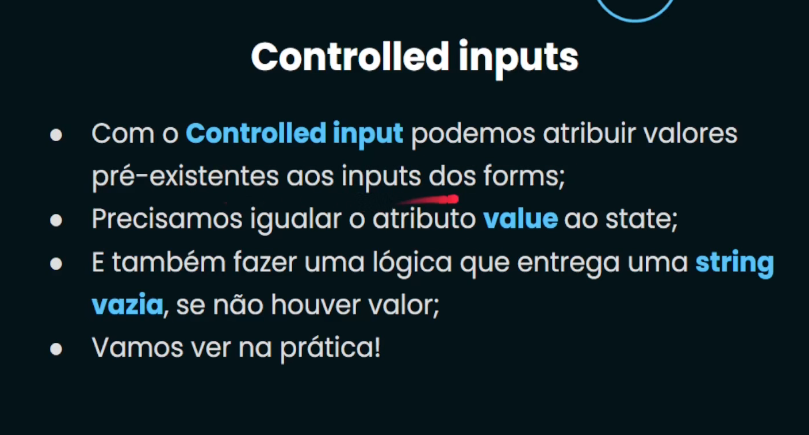 Controlled inputs
● Com o Controlled input podemos atribuir valores
pré-existentes aos inputs dos forms;
● Precisamos igualar o atributo value ao state;
● E também fazer uma lógica que entrega uma string
vazia, se não houver valor;
● Vamos ver na prática!